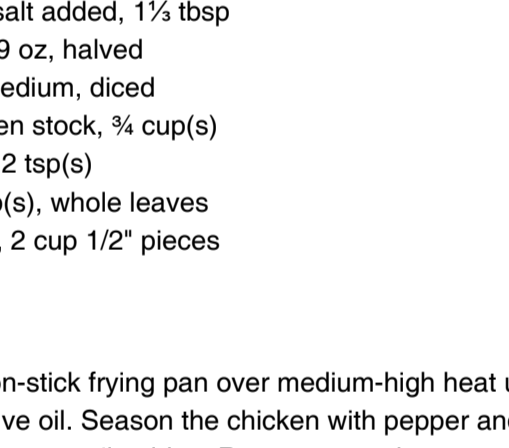 salt added, 1⅓ tbsp
9 oz, halved
edium, diced
en stock, ¾ cup(s)
2 tsp(s)
(s), whole leaves
, 2 cup 1/2" pieces
n-stick frying pan over medium-high heat
ve oil. Season the chicken with pepper an